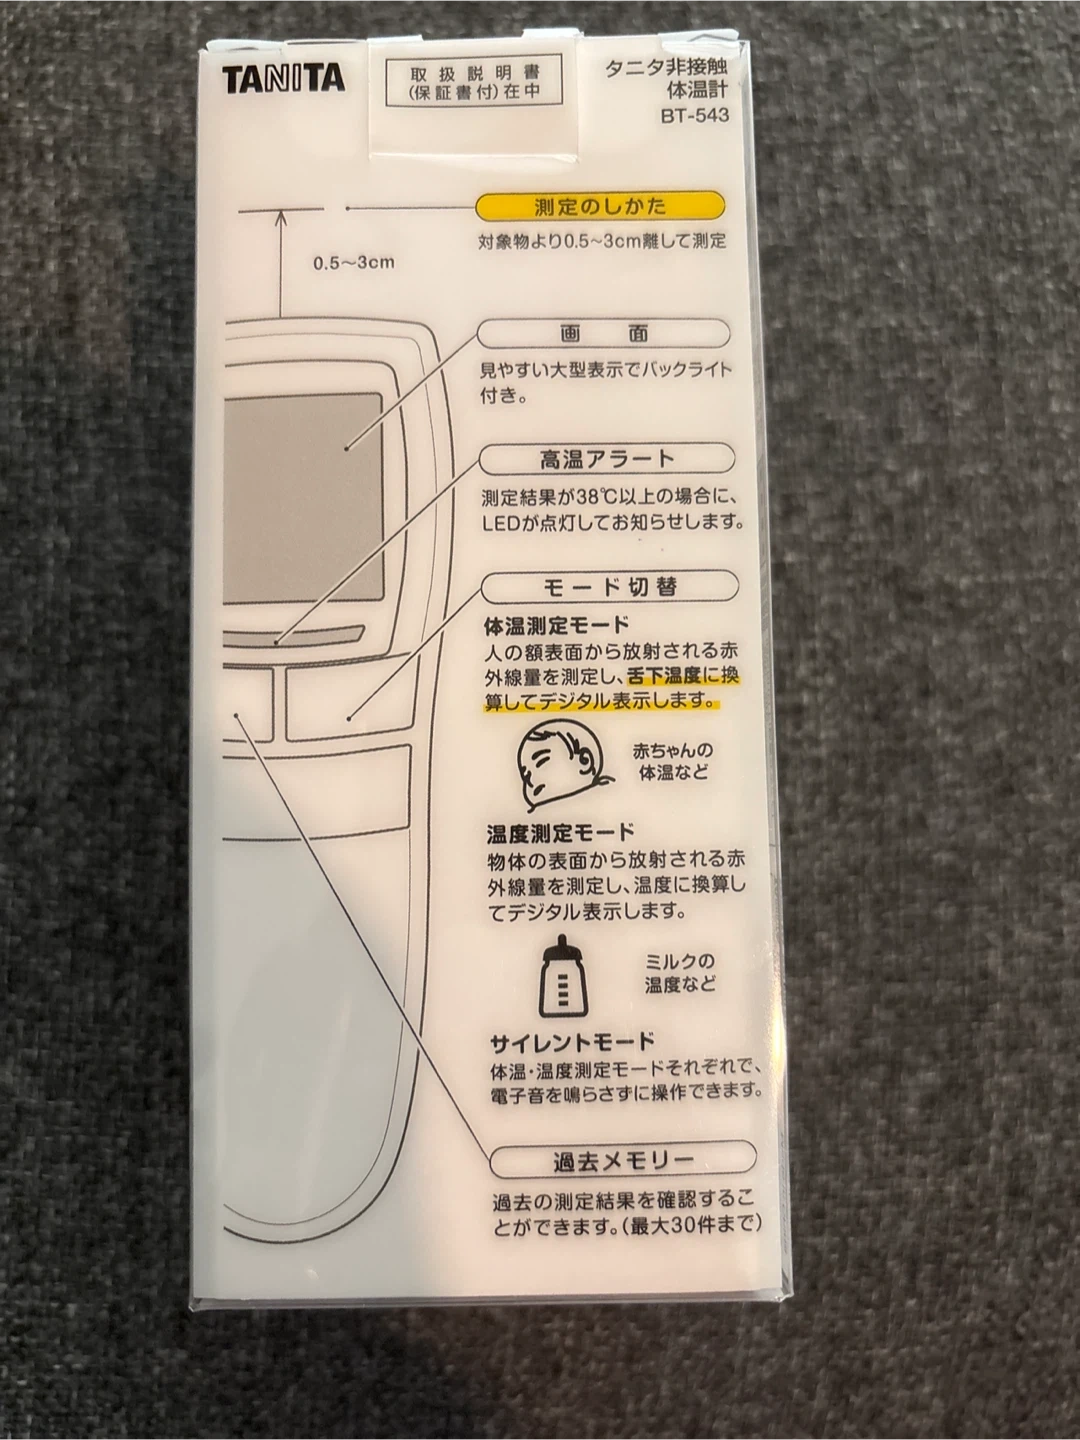 TANITA
取扱説明書
(保証書付)在中
タニタ非接触
体温計
BT-543
測定のしかた
対象物より0.5~3cm離して測定
0.5~3cm
画 面
見やすい大型表示でバックライト
付き。
高温アラート
測定結果が38℃以上の場合に、
LEDが点灯してお知らせします。
モード切替
体温測定モード
人の額表面から放射される赤
外線量を測定し、舌下温度に換
算してデジタル表示します。
赤ちゃんの
体温など
温度測定モード
物体の表面から放射される赤
外線量を測定し、温度に換算し
てデジタル表示します。
ミルクの
温度など
サイレントモード
体温・温度測定モードそれぞれで、
電子音を鳴らさずに操作できます。
過去メモリー
過去の測定結果を確認するこ
とができます。(最大30件まで)